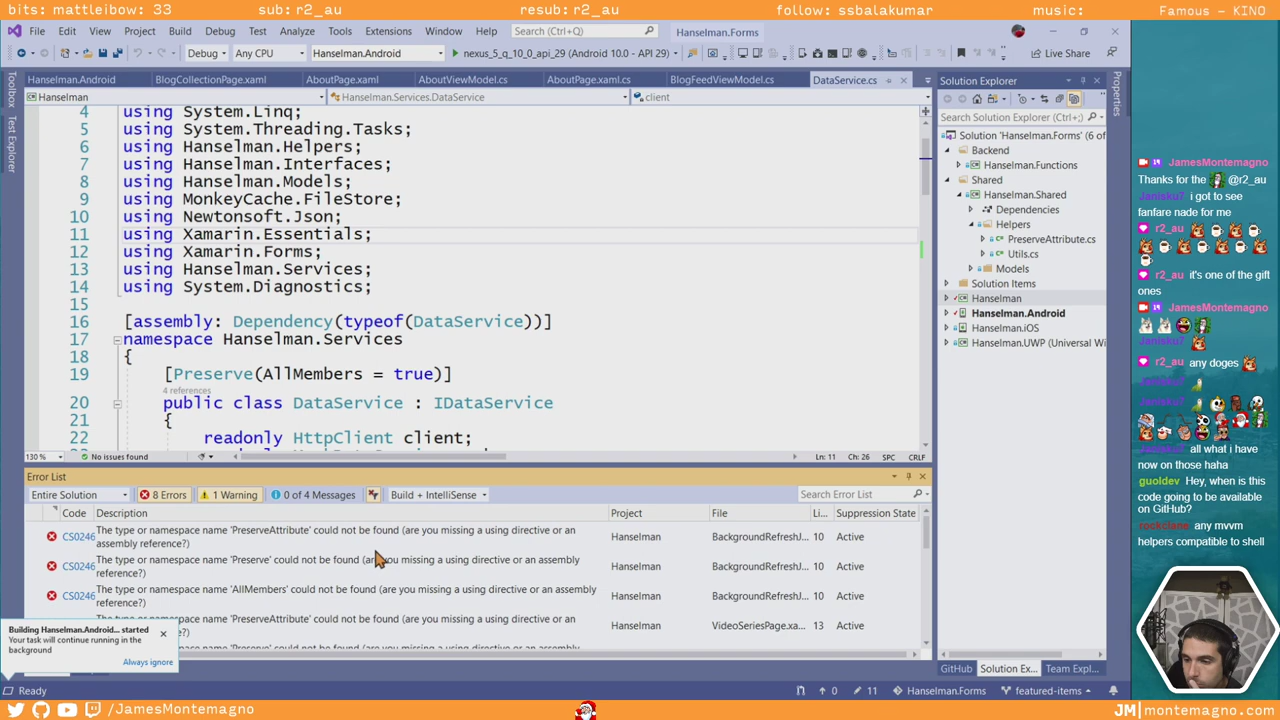 bits: mattleibow: 33
sub: r2_au
resub: r2_au
follow: ssbalakumar
music:
Famous - KINO
File Edit View Project Build Debug Test Analyze Tools Extensions Window Help Search (Ctrl+Q) Hanselman.Forms
Debug Any CPU Hanselman.Android nexus_5_q_10_0_api_29 (Android 10.0 - API 29) Live Share
Toolbox
Test Explorer
Properties
Hanselman.Android BlogCollectionPage.xaml AboutPage.xaml AboutViewModel.cs AboutPage.xaml.cs BlogFeedViewModel.cs DataService.cs
Hanselman Hanselman.Services.DataService client
4 using System.Linq;
5 using System.Threading.Tasks;
6 using Hanselman.Helpers;
7 using Hanselman.Interfaces;
8 using Hanselman.Models;
9 using MonkeyCache.FileStore;
10 using Newtonsoft.Json;
11 using Xamarin.Essentials;
12 using Xamarin.Forms;
13 using Hanselman.Services;
14 using System.Diagnostics;
15
16 [assembly: Dependency(typeof(DataService))]
17 namespace Hanselman.Services
18 {
19 [Preserve(AllMembers = true)]
4 references
20 public class DataService : IDataService
21 {
22 readonly HttpClient client;
130 % No issues found Ln: 11 Ch: 26 SPC CRLF
Error List
Entire Solution 8 Errors 1 Warning 0 of 4 Messages Build + IntelliSense Search Error List
Code Description Project File Li... Suppression State
CS0246 The type or namespace name 'PreserveAttribute' could not be found (are you missing a using directive or an assembly reference?) Hanselman BackgroundRefreshJ... 10 Active
CS0246 The type or namespace name 'Preserve' could not be found (are you missing a using directive or an assembly reference?) Hanselman BackgroundRefreshJ... 10 Active
CS0246 The type or namespace name 'AllMembers' could not be found (are you missing a using directive or an assembly reference?) Hanselman BackgroundRefreshJ... 10 Active
The type or namespace name 'PreserveAttribute' could not be found (are you missing a using directive or an Hanselman VideoSeriesPage.xa... 13 Active
Building Hanselman.Android... started
Your task will continue running in the
background
Always ignore
Solution Explorer
Search Solution Explorer (Ctrl+;)
Solution 'Hanselman.Forms' (6 of
Backend
Hanselman.Functions
Shared
Hanselman.Shared
Dependencies
Helpers
PreserveAttribute.cs
Utils.cs
Models
Solution Items
Hanselman
Hanselman.Android
Hanselman.iOS
Hanselman.UWP (Universal Wi
GitHub Solution Ex... Team Expl...
Ready 0 11 Hanselman.Forms featured-items
JamesMontemagno
Thanks for the @r2_au
Janisku7 i got to see
fanfare nade for me
r2_au
r2_au it's one of the gift
ones
JamesMontemagno
Janisku7
r2_au any doges
Janisku7
Janisku7
Janisku7 all what i have
now on those haha
guoldev Hey, when is this
code going to be available
on GitHub?
rockclane any mvvm
helpers compatible to shell
/JamesMontemagno
JM montemagno.com